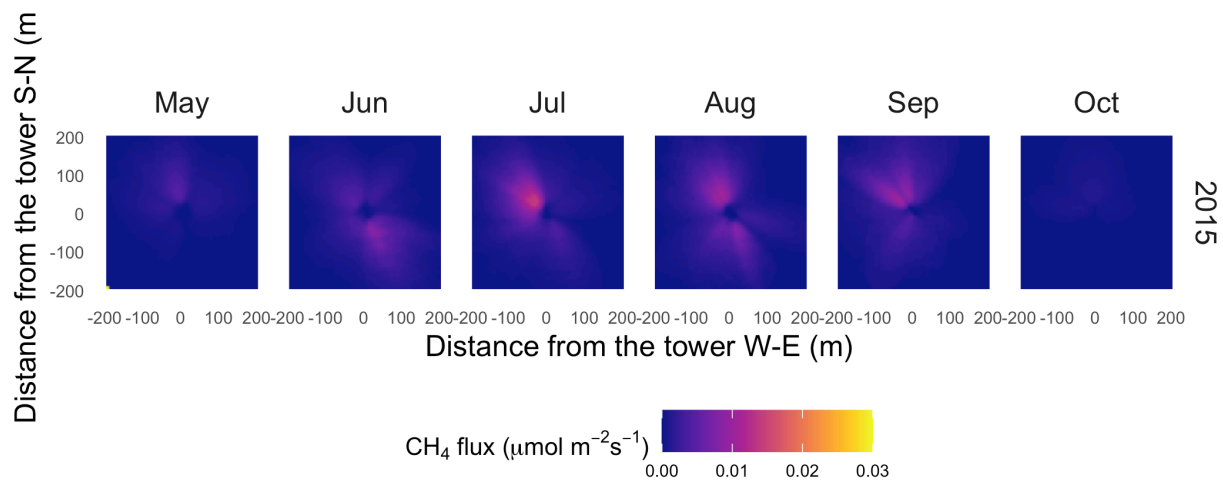 Distance from the tower S-N (m
May Jun Jul Aug Sep Oct
200
100
0
-100
-200
2015
-200 -100 0 100 200-200 -100 0 100 200-200 -100 0 100 200-200 -100 0 100 200-200 -100 0 100 200-200 -100 0 100 200
Distance from the tower W-E (m)
CH₄ flux (μmol m⁻²s⁻¹)
0.00 0.01 0.02 0.03